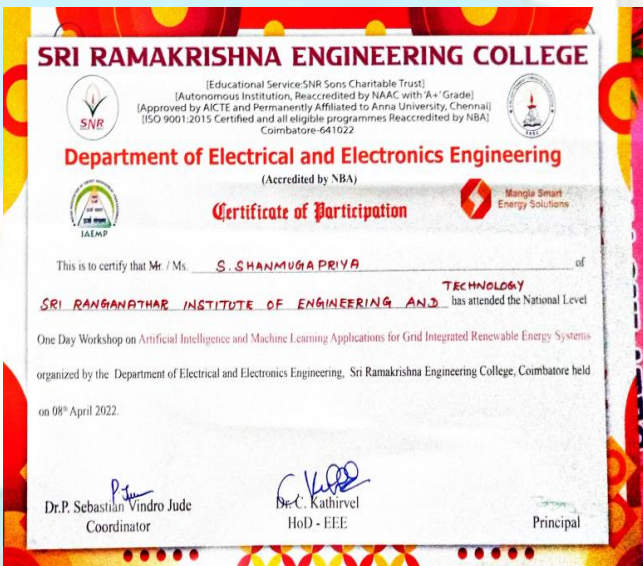 SRI RAMAKRISHNA ENGINEERING COLLEGE
[Educational Service:SNR Sons Charitable Trust]
[Autonomous Institution, Reaccredited by NAAC with 'A+' Grade]
[Approved by AICTE and Permanently Affiliated to Anna University, Chennai]
[ISO 9001:2015 Certified and all eligible programmes Reaccredited by NBA]
Coimbatore-641022
SNR
Department of Electrical and Electronics Engineering
(Accredited by NBA)
IAEMP
Certificate of Participation
Mangla Smart
Energy Solutions
This is to certify that Mr. / Ms. S. SHANMUGA PRIYA of
TECHNOLOGY
SRI RANGANATHAR INSTITUTE OF ENGINEERING AND has attended the National Level
One Day Workshop on Artificial Intelligence and Machine Learning Applications for Grid Integrated Renewable Energy Systems
organized by the Department of Electrical and Electronics Engineering, Sri Ramakrishna Engineering College, Coimbatore held
on 08th April 2022.
Dr.P. Sebastian Vindro Jude
Coordinator
Dr. C. Kathirvel
HoD - EEE
Principal